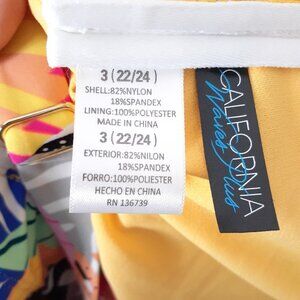 3 (22/24)
SHELL:82%NYLON
18%SPANDEX
LINING:100%POLYESTER
MADE IN CHINA
3 (22/24)
EXTERIOR:82%NILON
18%SPANDEX
FORRO:100%POLIESTER
HECHO EN CHINA
RN 136739
CALIFORNIA
Waves Plus